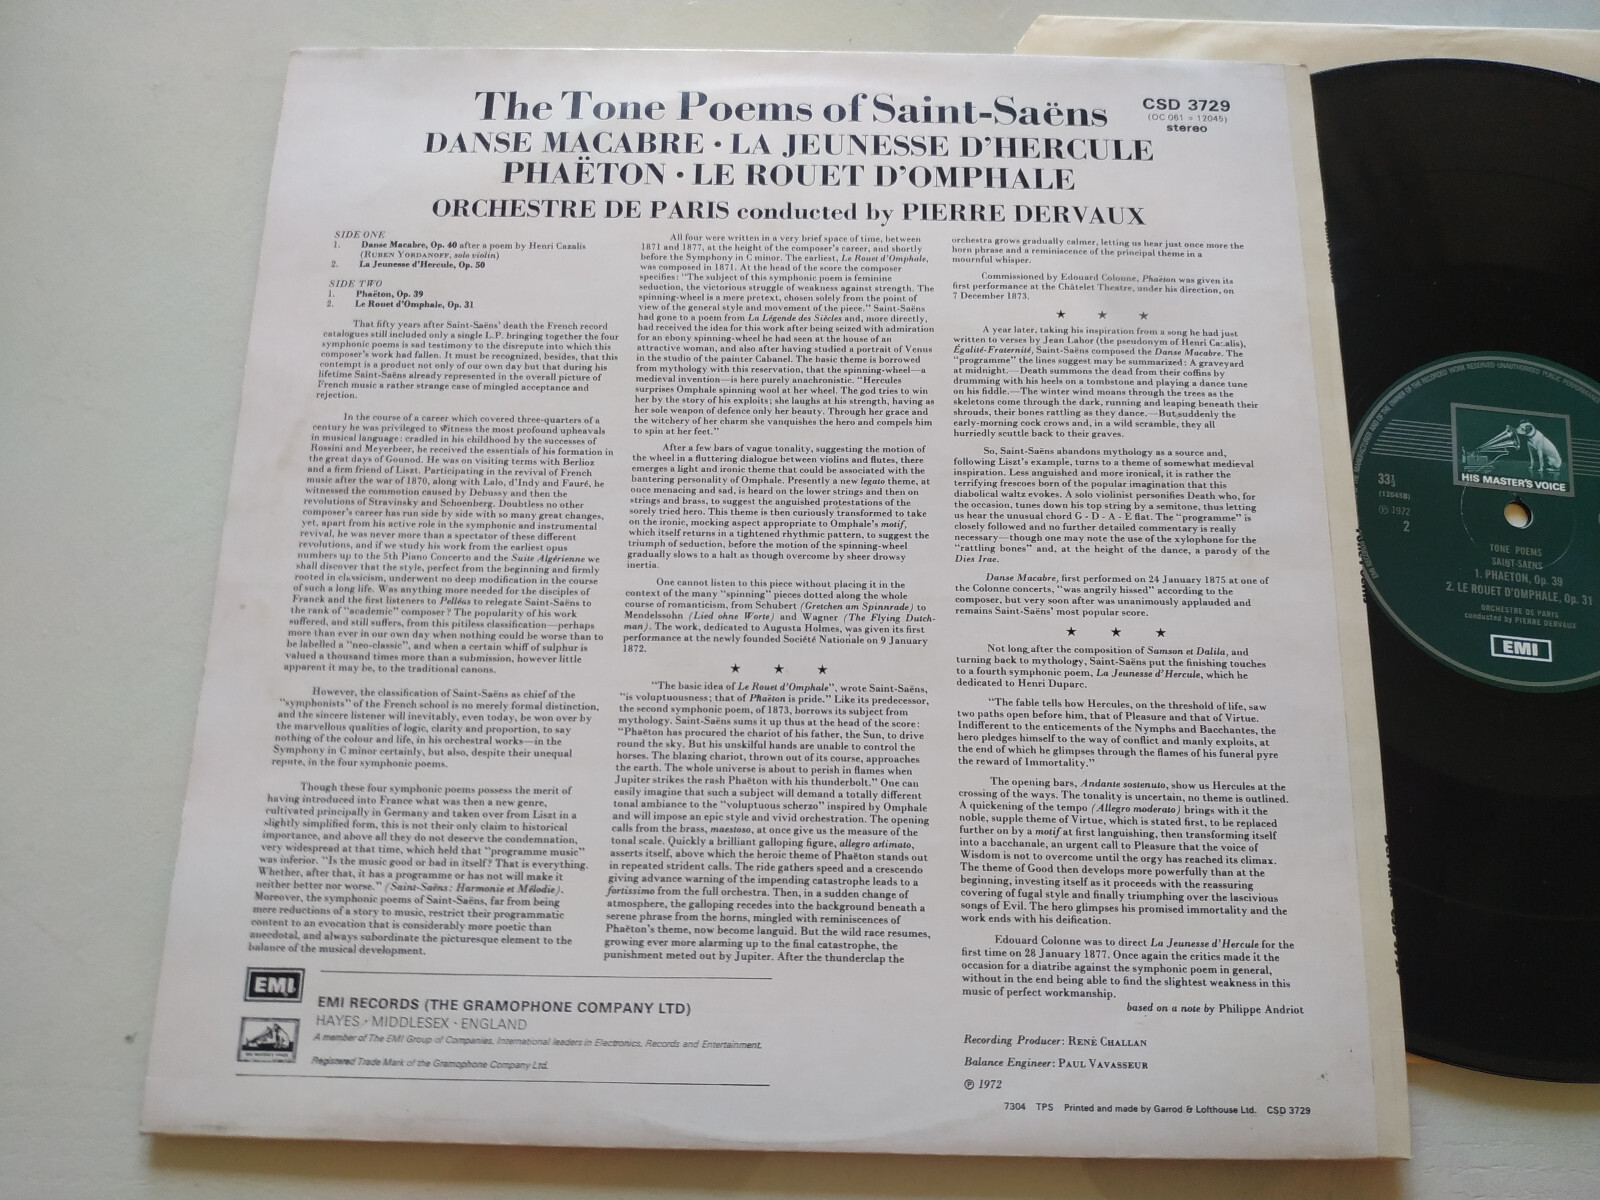 The Tone Poems of Saint-Saëns
CSD 3729
(OC 061 ○ 12045)
stereo
DANSE MACABRE · LA JEUNESSE D'HERCULE
PHAËTON · LE ROUET D'OMPHALE
ORCHESTRE DE PARIS conducted by PIERRE DERVAUX
SIDE ONE
1. Danse Macabre, Op. 40 after a poem by Henri Cazalis
(RUBEN YORDANOFF, solo violin)
2. La Jeunesse d'Hercule, Op. 50
SIDE TWO
1. Phaëton, Op. 39
2. Le Rouet d'Omphale, Op. 31
That fifty years after Saint-Saëns' death the French record
catalogues still included only a single L.P. bringing together the four
symphonic poems is sad testimony to the disrepute into which this
composer's work had fallen. It must be recognized, besides, that this
contempt is a product not only of our own day but that during his
lifetime Saint-Saëns already represented in the overall picture of
French music a rather strange case of mingled acceptance and
rejection.
In the course of a career which covered three-quarters of a
century he was privileged to witness the most profound upheavals
in musical language: cradled in his childhood by the successes of
Rossini and Meyerbeer, he received the essentials of his formation in
the great days of Gounod. He was on visiting terms with Berlioz
and a firm friend of Liszt. Participating in the revival of French
music after the war of 1870, along with Lalo, d'Indy and Fauré, he
witnessed the commotion caused by Debussy and then the
revolutions of Stravinsky and Schoenberg. Doubtless no other
composer's career has run side by side with so many great changes,
yet, apart from his active role in the symphonic and instrumental
revival, he was never more than a spectator of these different
revolutions, and if we study his work from the earliest opus
numbers up to the 5th Piano Concerto and the Suite Algérienne we
shall discover that the style, perfect from the beginning and firmly
rooted in classicism, underwent no deep modification in the course
of such a long life. Was anything more needed for the disciples of
Franck and the first listeners to Pelléas to relegate Saint-Saëns to
the rank of "academic" composer? The popularity of his work
suffered, and still suffers, from this pitiless classification—perhaps
more than ever in our own day when nothing could be worse than to
be labelled a "neo-classic", and when a certain whiff of sulphur is
valued a thousand times more than a submission, however little
apparent it may be, to the traditional canons.
However, the classification of Saint-Saëns as chief of the
"symphonists" of the French school is no merely formal distinction,
and the sincere listener will inevitably, even today, be won over by
the marvellous qualities of logic, clarity and proportion, to say
nothing of the colour and life, in his orchestral works—in the
Symphony in C minor certainly, but also, despite their unequal
repute, in the four symphonic poems.
Though these four symphonic poems possess the merit of
having introduced into France what was then a new genre,
cultivated principally in Germany and taken over from Liszt in a
slightly simplified form, this is not their only claim to historical
importance, and above all they do not deserve the condemnation,
very widespread at that time, which held that "programme music"
was inferior. "Is the music good or bad in itself? That is everything.
Whether, after that, it has a programme or has not will make it
neither better nor worse." (Saint-Saëns: Harmonie et Mélodie).
Moreover, the symphonic poems of Saint-Saëns, far from being
mere reductions of a story to music, restrict their programmatic
content to an evocation that is considerably more poetic than
anecdotal, and always subordinate the picturesque element to the
balance of the musical development.
All four were written in a very brief space of time, between
1871 and 1877, at the height of the composer's career, and shortly
before the Symphony in C minor. The earliest, Le Rouet d'Omphale,
was composed in 1871. At the head of the score the composer
specifies: "The subject of this symphonic poem is feminine
seduction, the victorious struggle of weakness against strength. The
spinning-wheel is a mere pretext, chosen solely from the point of
view of the general style and movement of the piece." Saint-Saëns
had gone to a poem from La Légende des Siècles and, more directly,
had received the idea for this work after being seized with admiration
for an ebony spinning-wheel he had seen at the house of an
attractive woman, and also after having studied a portrait of Venus
in the studio of the painter Cabanel. The basic theme is borrowed
from mythology with this reservation, that the spinning-wheel—a
medieval invention—is here purely anachronistic. "Hercules
surprises Omphale spinning wool at her wheel. The god tries to win
her by the story of his exploits; she laughs at his strength, having as
her sole weapon of defence only her beauty. Through her grace and
the witchery of her charm she vanquishes the hero and compels him
to spin at her feet."
After a few bars of vague tonality, suggesting the motion of
the wheel in a fluttering dialogue between violins and flutes, there
emerges a light and ironic theme that could be associated with the
bantering personality of Omphale. Presently a new legato theme, at
once menacing and sad, is heard on the lower strings and then on
strings and brass, to suggest the anguished protestations of the
sorely tried hero. This theme is then curiously transformed to take
on the ironic, mocking aspect appropriate to Omphale's motif,
which itself returns in a tightened rhythmic pattern, to suggest the
triumph of seduction, before the motion of the spinning-wheel
gradually slows to a halt as though overcome by sheer drowsy
inertia.
One cannot listen to this piece without placing it in the
context of the many "spinning" pieces dotted along the whole
course of romanticism, from Schubert (Gretchen am Spinnrade) to
Mendelssohn (Lied ohne Worte) and Wagner (The Flying Dutch-
man). The work, dedicated to Augusta Holmes, was given its first
performance at the newly founded Société Nationale on 9 January
1872.
★ ★ ★
"The basic idea of Le Rouet d'Omphale", wrote Saint-Saëns,
"is voluptuousness; that of Phaëton is pride." Like its predecessor,
the second symphonic poem, of 1873, borrows its subject from
mythology. Saint-Saëns sums it up thus at the head of the score:
"Phaëton has procured the chariot of his father, the Sun, to drive
round the sky. But his unskilful hands are unable to control the
horses. The blazing chariot, thrown out of its course, approaches
the earth. The whole universe is about to perish in flames when
Jupiter strikes the rash Phaëton with his thunderbolt." One can
easily imagine that such a subject will demand a totally different
tonal ambiance to the "voluptuous scherzo" inspired by Omphale
and will impose an epic style and vivid orchestration. The opening
calls from the brass, maestoso, at once give us the measure of the
tonal scale. Quickly a brilliant galloping figure, allegro animato,
asserts itself, above which the heroic theme of Phaëton stands out
in repeated strident calls. The ride gathers speed and a crescendo
giving advance warning of the impending catastrophe leads to a
fortissimo from the full orchestra. Then, in a sudden change of
atmosphere, the galloping recedes into the background beneath a
serene phrase from the horns, mingled with reminiscences of
Phaëton's theme, now become languid. But the wild race resumes,
growing ever more alarming up to the final catastrophe, the
punishment meted out by Jupiter. After the thunderclap the
orchestra grows gradually calmer, letting us hear just once more the
horn phrase and a reminiscence of the principal theme in a
mournful whisper.
Commissioned by Edouard Colonne, Phaëton was given its
first performance at the Châtelet Theatre, under his direction, on
7 December 1873.
★ ★ ★
A year later, taking his inspiration from a song he had just
written to verses by Jean Lahor (the pseudonym of Henri Cazalis),
Égalité-Fraternité, Saint-Saëns composed the Danse Macabre. The
"programme" the lines suggest may be summarized: A graveyard
at midnight.—Death summons the dead from their coffins by
drumming with his heels on a tombstone and playing a dance tune
on his fiddle.—The winter wind moans through the trees as the
skeletons come through the dark, running and leaping beneath their
shrouds, their bones rattling as they dance.—But suddenly the
early-morning cock crows and, in a wild scramble, they all
hurriedly scuttle back to their graves.
So, Saint-Saëns abandons mythology as a source and,
following Liszt's example, turns to a theme of somewhat medieval
inspiration. Less anguished and more ironical, it is rather the
terrifying frescoes born of the popular imagination that this
diabolical waltz evokes. A solo violinist personifies Death who, for
the occasion, tunes down his top string by a semitone, thus letting
us hear the unusual chord G - D - A - E flat. The "programme" is
closely followed and no further detailed commentary is really
necessary—though one may note the use of the xylophone for the
"rattling bones" and, at the height of the dance, a parody of the
Dies Irae.
Danse Macabre, first performed on 24 January 1875 at one of
the Colonne concerts, "was angrily hissed" according to the
composer, but very soon after was unanimously applauded and
remains Saint-Saëns' most popular score.
★ ★ ★
Not long after the composition of Samson et Dalila, and
turning back to mythology, Saint-Saëns put the finishing touches
to a fourth symphonic poem, La Jeunesse d'Hercule, which he
dedicated to Henri Duparc.
"The fable tells how Hercules, on the threshold of life, saw
two paths open before him, that of Pleasure and that of Virtue.
Indifferent to the enticements of the Nymphs and Bacchantes, the
hero pledges himself to the way of conflict and manly exploits, at
the end of which he glimpses through the flames of his funeral pyre
the reward of Immortality."
The opening bars, Andante sostenuto, show us Hercules at the
crossing of the ways. The tonality is uncertain, no theme is outlined.
A quickening of the tempo (Allegro moderato) brings with it the
noble, supple theme of Virtue, which is stated first, to be replaced
further on by a motif at first languishing, then transforming itself
into a bacchanale, an urgent call to Pleasure that the voice of
Wisdom is not to overcome until the orgy has reached its climax.
The theme of Good then develops more powerfully than at the
beginning, investing itself as it proceeds with the reassuring
covering of fugal style and finally triumphing over the lascivious
songs of Evil. The hero glimpses his promised immortality and the
work ends with his deification.
Edouard Colonne was to direct La Jeunesse d'Hercule for the
first time on 28 January 1877. Once again the critics made it the
occasion for a diatribe against the symphonic poem in general,
without in the end being able to find the slightest weakness in this
music of perfect workmanship.
based on a note by Philippe Andriot
Recording Producer: RENÉ CHALLAN
Balance Engineer: PAUL VAVASSEUR
℗ 1972
7304 TPS Printed and made by Garrod & Lofthouse Ltd. CSD 3729
EMI
EMI RECORDS (THE GRAMOPHONE COMPANY LTD)
HAYES · MIDDLESEX · ENGLAND
A member of The EMI Group of Companies. International leaders in Electronics, Records and Entertainment.
Registered Trade Mark of the Gramophone Company Ltd.
HIS MASTER'S VOICE
33⅓
(12045B)
℗ 1972
2
TONE POEMS
SAINT-SAENS
1. PHAETON, Op. 39
2. LE ROUET D'OMPHALE, Op. 31
ORCHESTRE DE PARIS
conducted by PIERRE DERVAUX
EMI